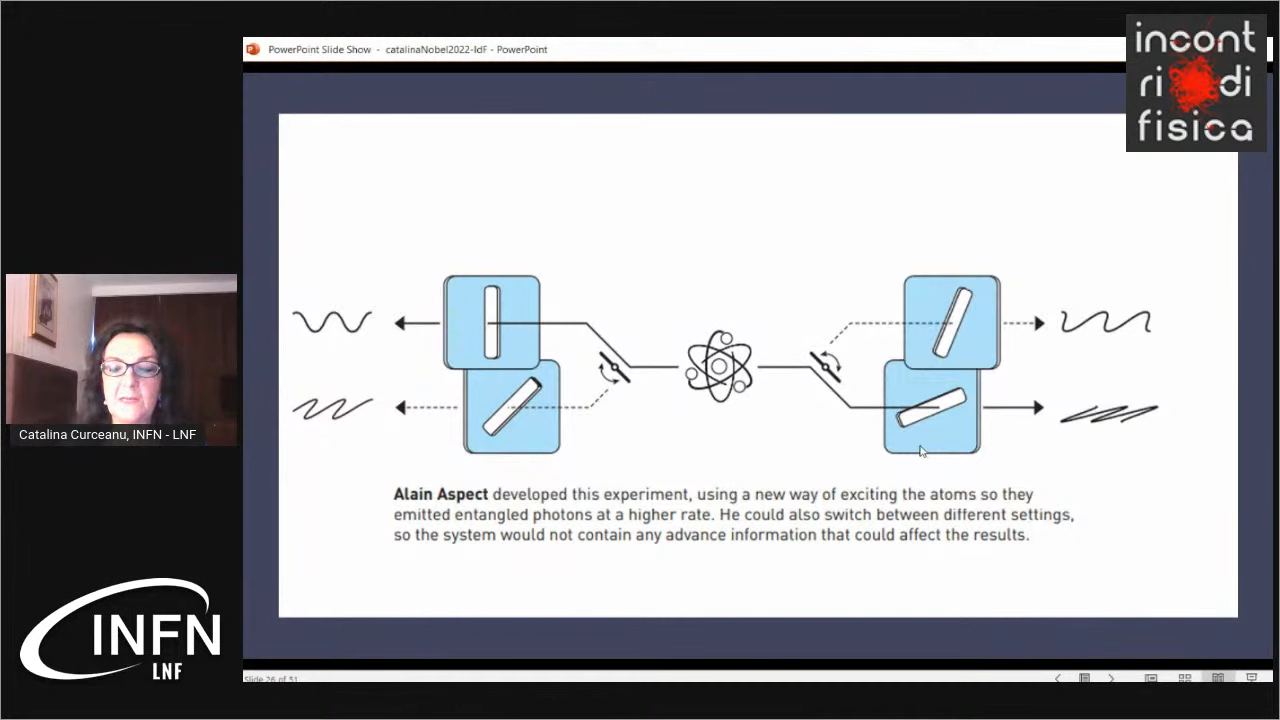 PowerPoint Slide Show - catalinaNobel2022-IdF - PowerPoint
incont
ri di
fisica
Alain Aspect developed this experiment, using a new way of exciting the atoms so they
emitted entangled photons at a higher rate. He could also switch between different settings,
so the system would not contain any advance information that could affect the results.
Catalina Curceanu, INFN - LNF
INFN
LNF
Slide 26 of 51